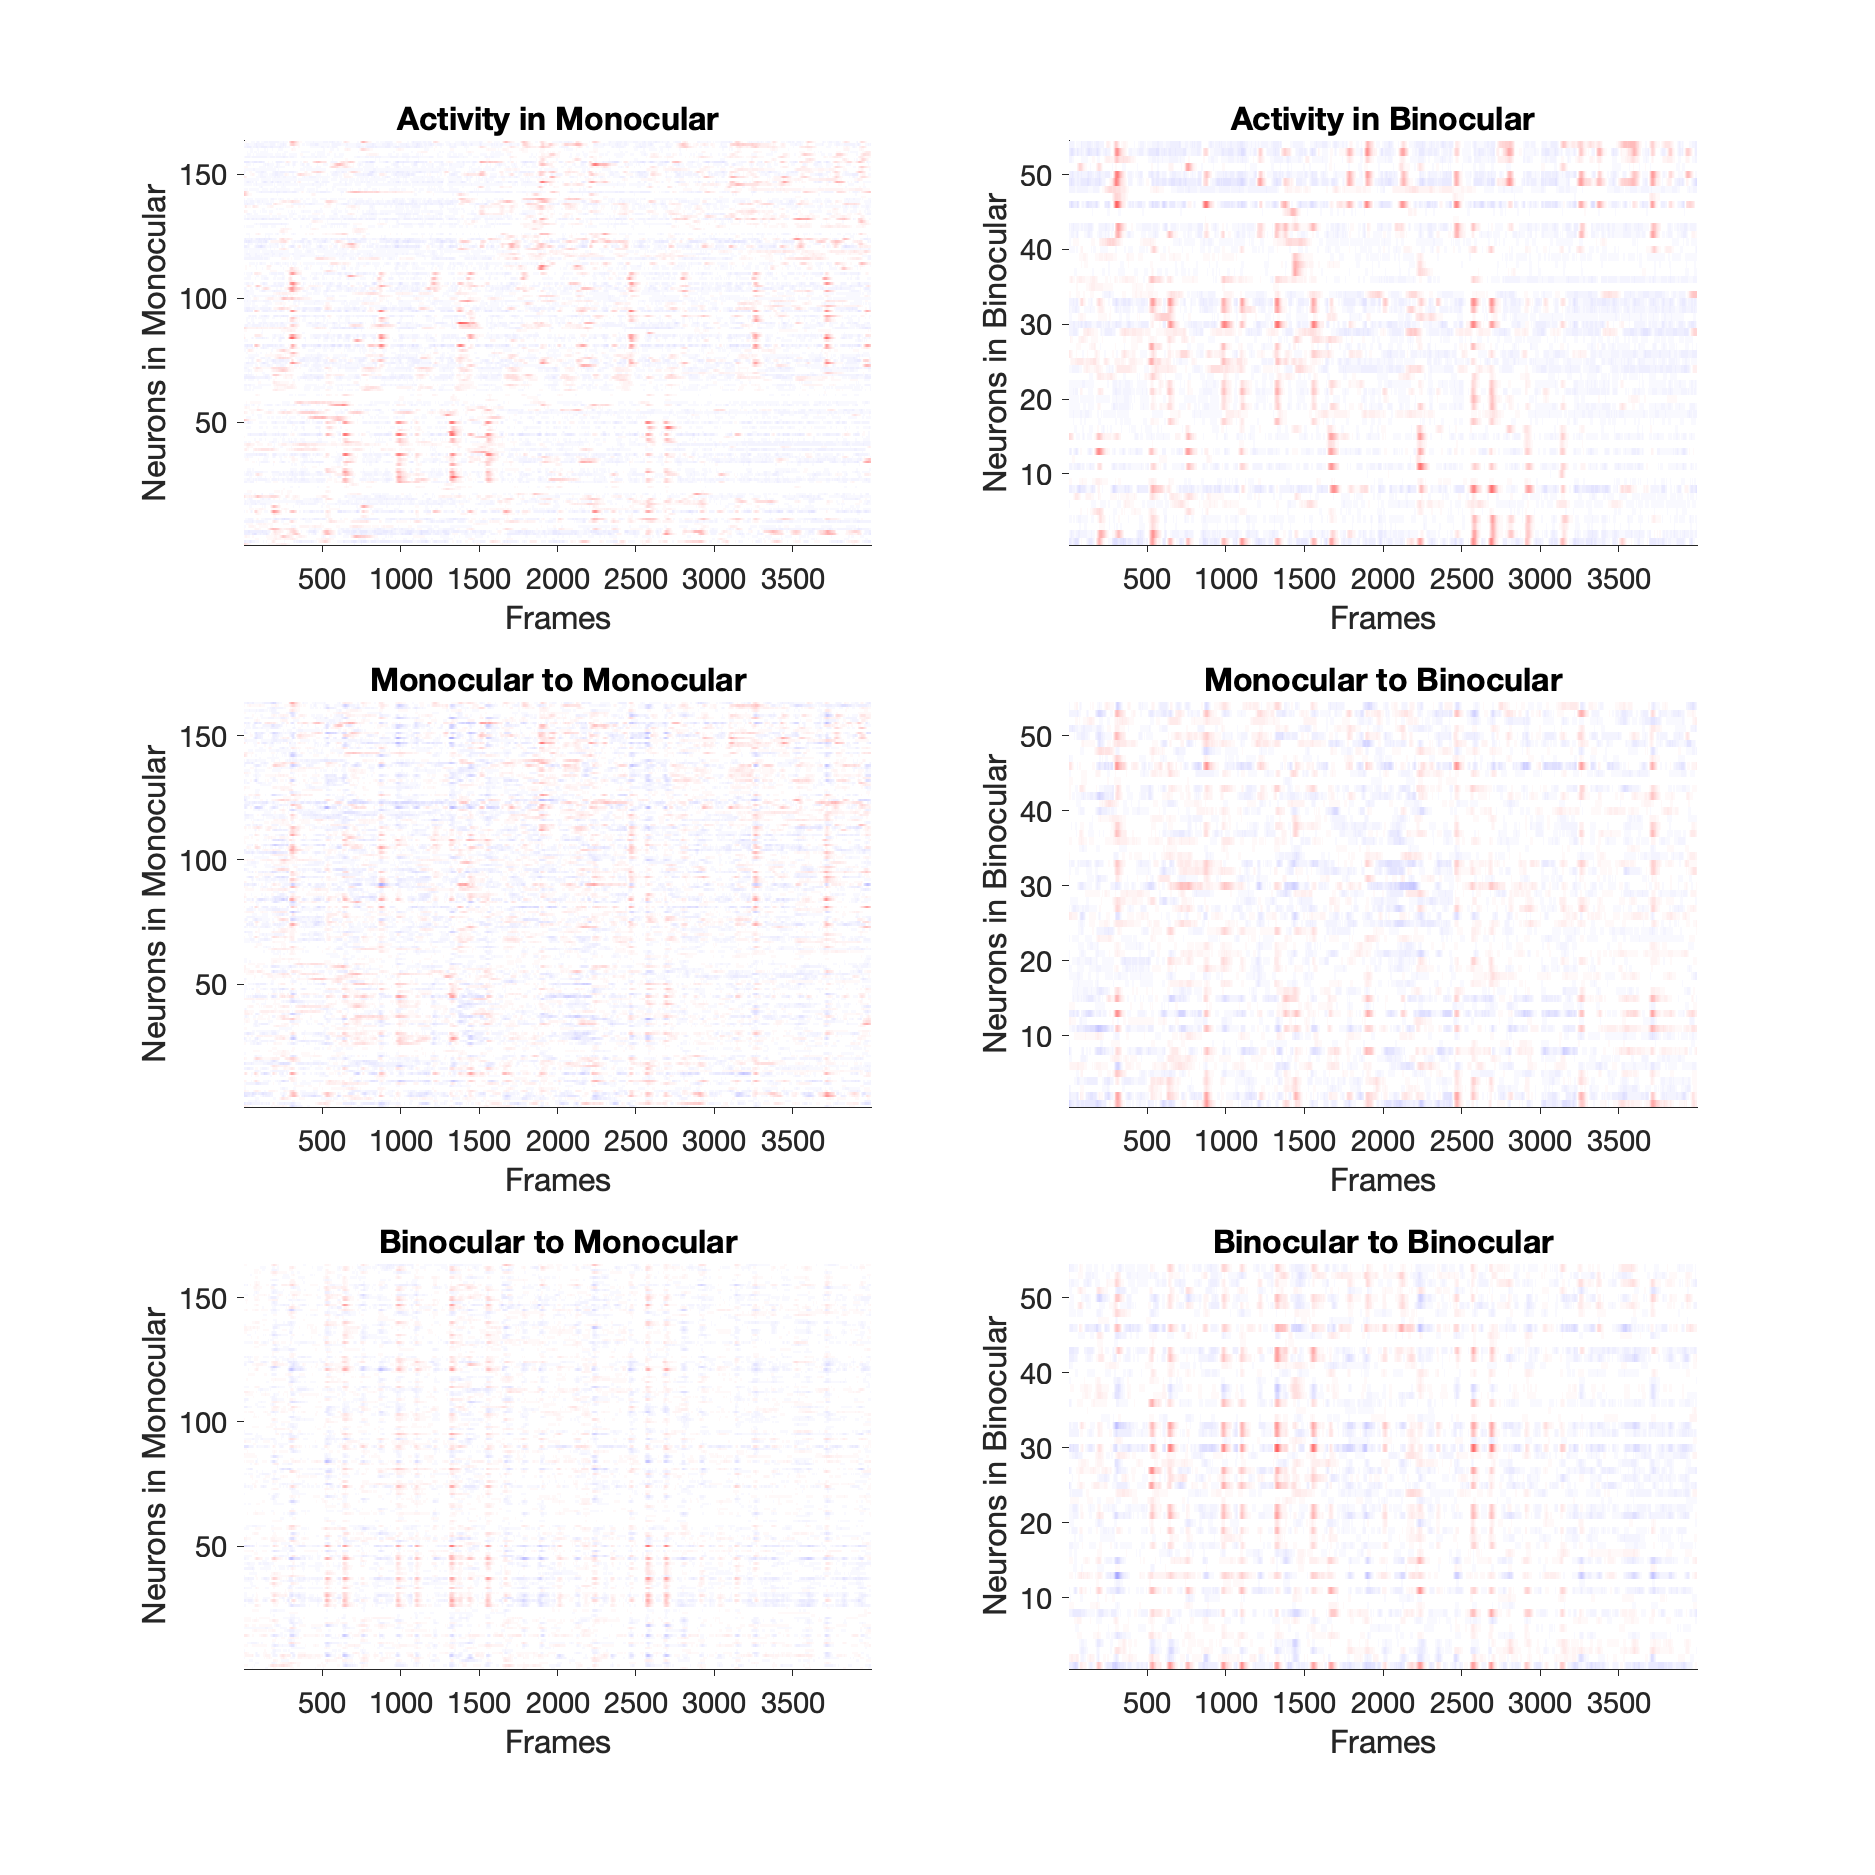 Activity in Monocular
Neurons in Monocular
150
100
50
500 1000 1500 2000 2500 3000 3500
Frames
Activity in Binocular
Neurons in Binocular
50
40
30
20
10
500 1000 1500 2000 2500 3000 3500
Frames
Monocular to Monocular
Neurons in Monocular
150
100
50
500 1000 1500 2000 2500 3000 3500
Frames
Monocular to Binocular
Neurons in Binocular
50
40
30
20
10
500 1000 1500 2000 2500 3000 3500
Frames
Binocular to Monocular
Neurons in Monocular
150
100
50
500 1000 1500 2000 2500 3000 3500
Frames
Binocular to Binocular
Neurons in Binocular
50
40
30
20
10
500 1000 1500 2000 2500 3000 3500
Frames